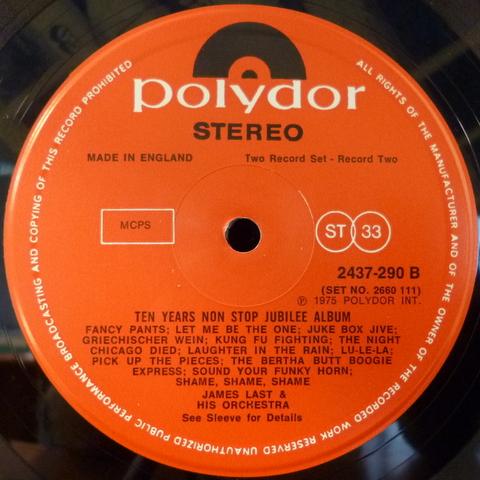 polydor
STEREO
MADE IN ENGLAND Two Record Set - Record Two
MCPS
ST 33
2437-290 B
(SET NO. 2660 111)
Ⓟ 1975 POLYDOR INT.
TEN YEARS NON STOP JUBILEE ALBUM
FANCY PANTS; LET ME BE THE ONE; JUKE BOX JIVE;
GRIECHISCHER WEIN; KUNG FU FIGHTING; THE NIGHT
CHICAGO DIED; LAUGHTER IN THE RAIN; LU-LE-LA;
PICK UP THE PIECES; THE BERTHA BUTT BOOGIE
EXPRESS; SOUND YOUR FUNKY HORN;
SHAME, SHAME, SHAME
JAMES LAST &
HIS ORCHESTRA
See Sleeve for Details
ALL RIGHTS OF THE MANUFACTURER AND OF THE OWNER OF THE RECORDED WORK RESERVED UNAUTHORIZED PUBLIC PERFORMANCE BROADCASTING AND COPYING OF THIS RECORD PROHIBITED